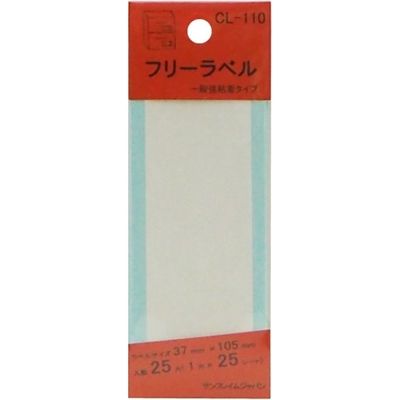 CL-110
フリーラベル
一般強粘着タイプ
ラベルサイズ 37mm × 105mm
入数 25片(1片× 25シート)
サンフレイムジャパン